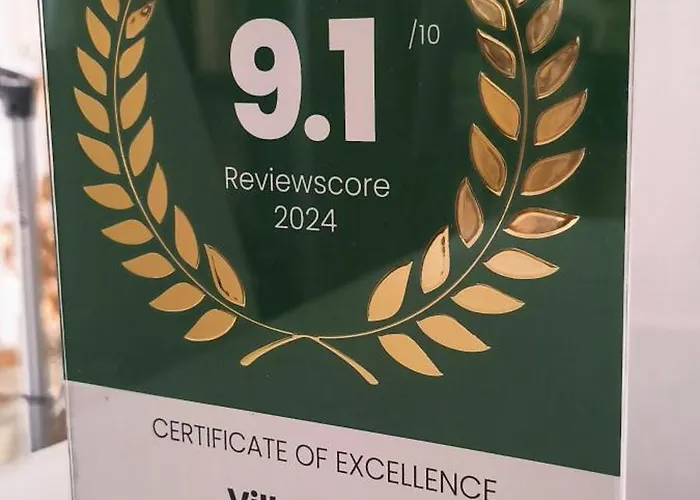 9.1 /10
Reviewscore
2024
CERTIFICATE OF EXCELLENCE